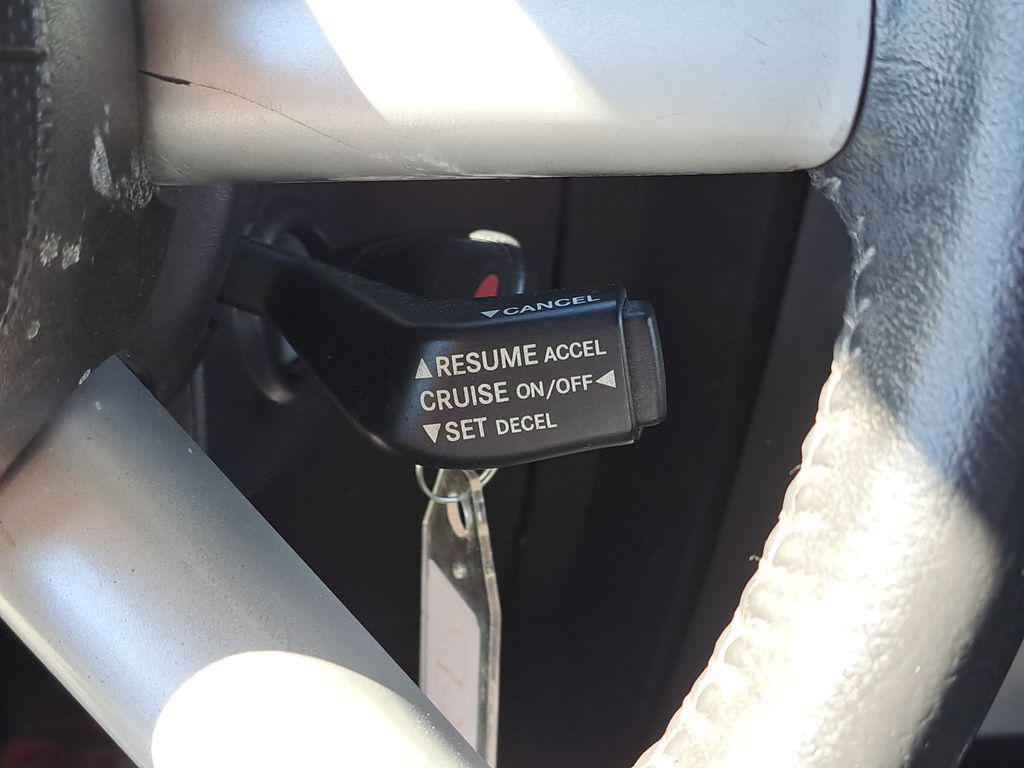 ▼CANCEL
▲RESUME ACCEL
CRUISE ON/OFF◀
▼SET DECEL